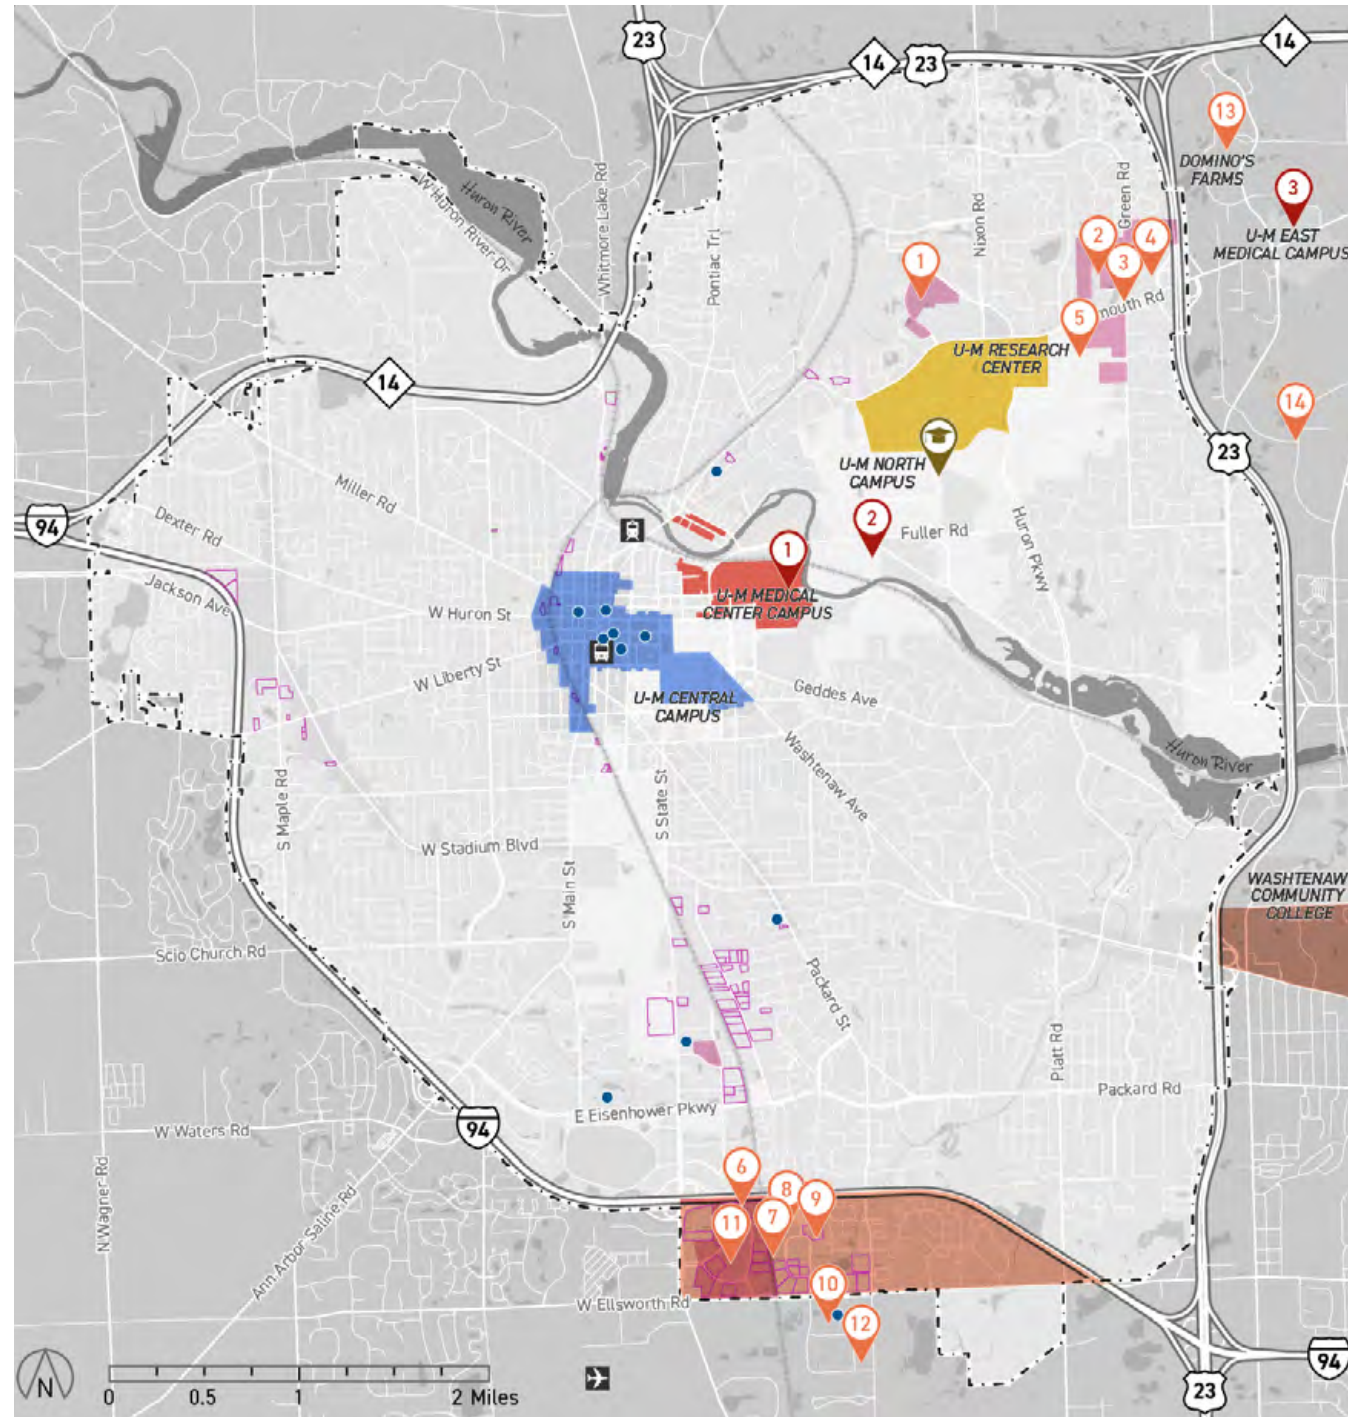 23
14
14
23
13
DOMINO'S
FARMS
3
U-M EAST
MEDICAL CAMPUS
Huron River
W Huron River Dr
Whitmore Lake Rd
Pontiac Trl
Nixon Rd
Green Rd
1
2
4
3
mouth Rd
5
U-M RESEARCH
CENTER
14
14
23
U-M NORTH
CAMPUS
Miller Rd
Dexter Rd
94
Jackson Ave
2
Fuller Rd
Huron Pkwy
1
U-M MEDICAL
CENTER CAMPUS
W Huron St
W Liberty St
U-M CENTRAL
CAMPUS
Geddes Ave
Washtenaw Ave
Huron River
S Maple Rd
S State St
W Stadium Blvd
S Main St
WASHTENAW
COMMUNITY
COLLEGE
Scio Church Rd
Packard St
Platt Rd
Packard Rd
E Eisenhower Pkwy
94
W Waters Rd
N Wagner Rd
Ann Arbor Saline Rd
6
8
9
11
7
10
12
W Ellsworth Rd
94
23
N
0 0.5 1 2 Miles